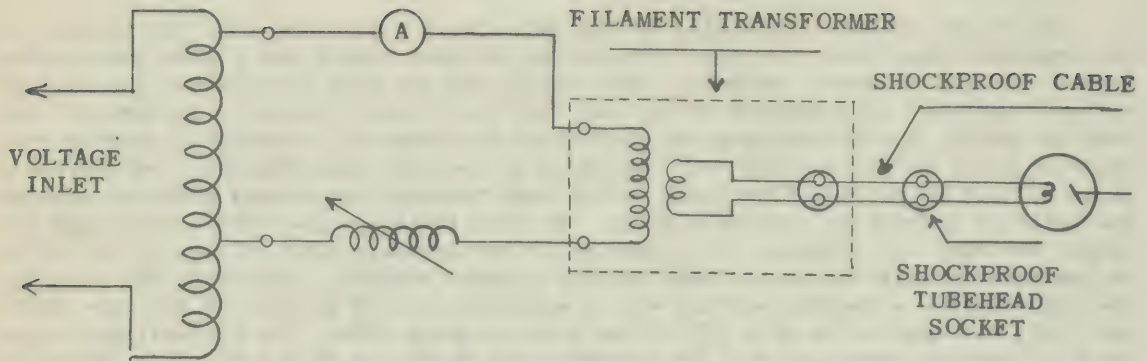 FILAMENT TRANSFORMER
A
SHOCKPROOF CABLE
VOLTAGE
INLET
SHOCKPROOF
TUBEHEAD
SOCKET